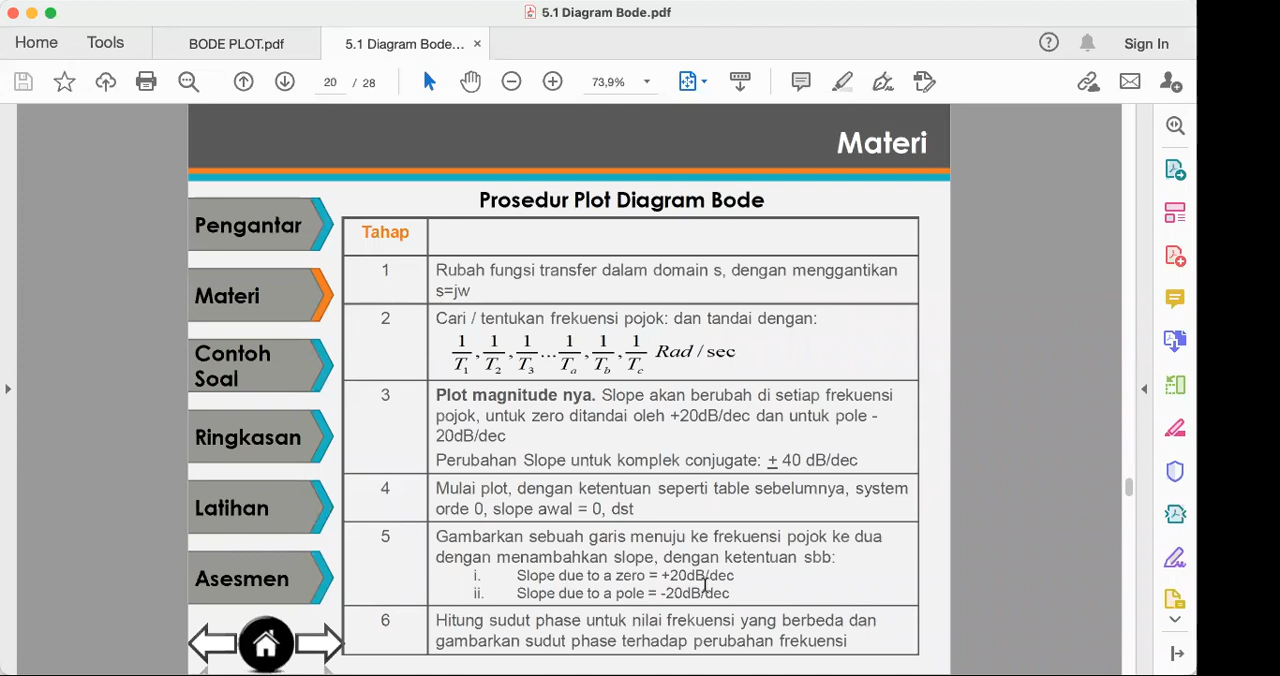 5.1 Diagram Bode.pdf
Home Tools BODE PLOT.pdf 5.1 Diagram Bode... × Sign In
20 / 28 73,9%
Materi
Prosedur Plot Diagram Bode
Pengantar
Materi
Contoh
Soal
Ringkasan
Latihan
Asesmen
Tahap
1 Rubah fungsi transfer dalam domain s, dengan menggantikan
s=jw
2 Cari / tentukan frekuensi pojok: dan tandai dengan:
1/T1, 1/T2, 1/T3 ... 1/Ta, 1/Tb, 1/Tc Rad / sec
3 Plot magnitude nya. Slope akan berubah di setiap frekuensi
pojok, untuk zero ditandai oleh +20dB/dec dan untuk pole -
20dB/dec
Perubahan Slope untuk komplek conjugate: ± 40 dB/dec
4 Mulai plot, dengan ketentuan seperti table sebelumnya, system
orde 0, slope awal = 0, dst
5 Gambarkan sebuah garis menuju ke frekuensi pojok ke dua
dengan menambahkan slope, dengan ketentuan sbb:
i. Slope due to a zero = +20dB/dec
ii. Slope due to a pole = -20dB/dec
6 Hitung sudut phase untuk nilai frekuensi yang berbeda dan
gambarkan sudut phase terhadap perubahan frekuensi